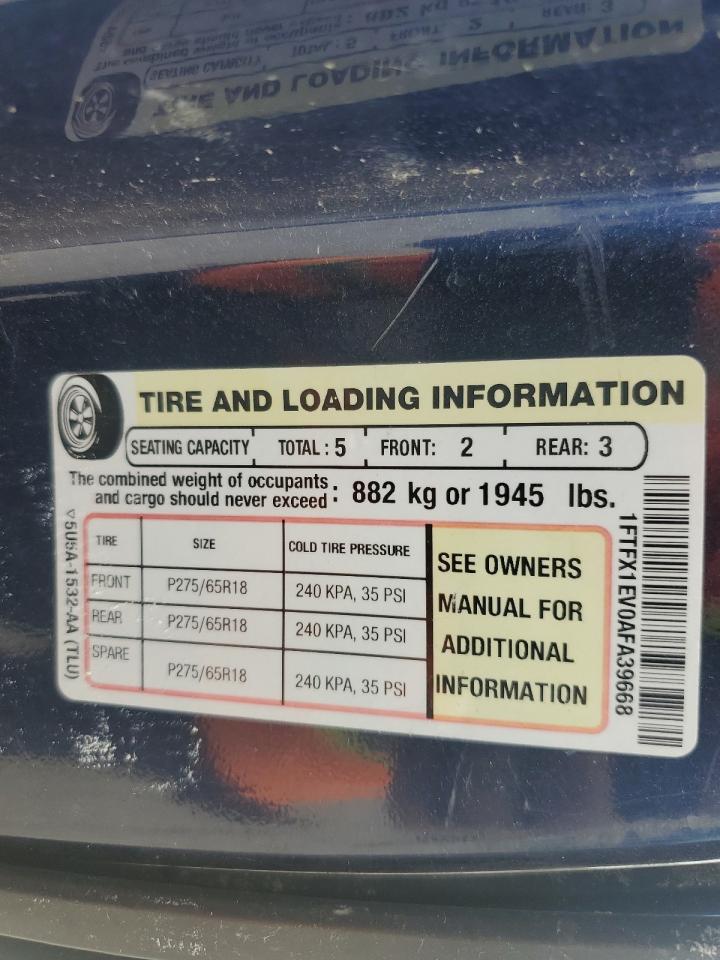 TIRE AND LOADING INFORMATION
SEATING CAPACITY TOTAL : 5 FRONT: 2 REAR: 3
The combined weight of occupants
and cargo should never exceed : 882 kg or 1945 lbs.
TIRE SIZE COLD TIRE PRESSURE
FRONT P275/65R18 240 KPA, 35 PSI
REAR P275/65R18 240 KPA, 35 PSI
SPARE P275/65R18 240 KPA, 35 PSI
SEE OWNERS
MANUAL FOR
ADDITIONAL
INFORMATION
1FTFX1EV0AFA39668
5U5A-1532-AA (TLU)